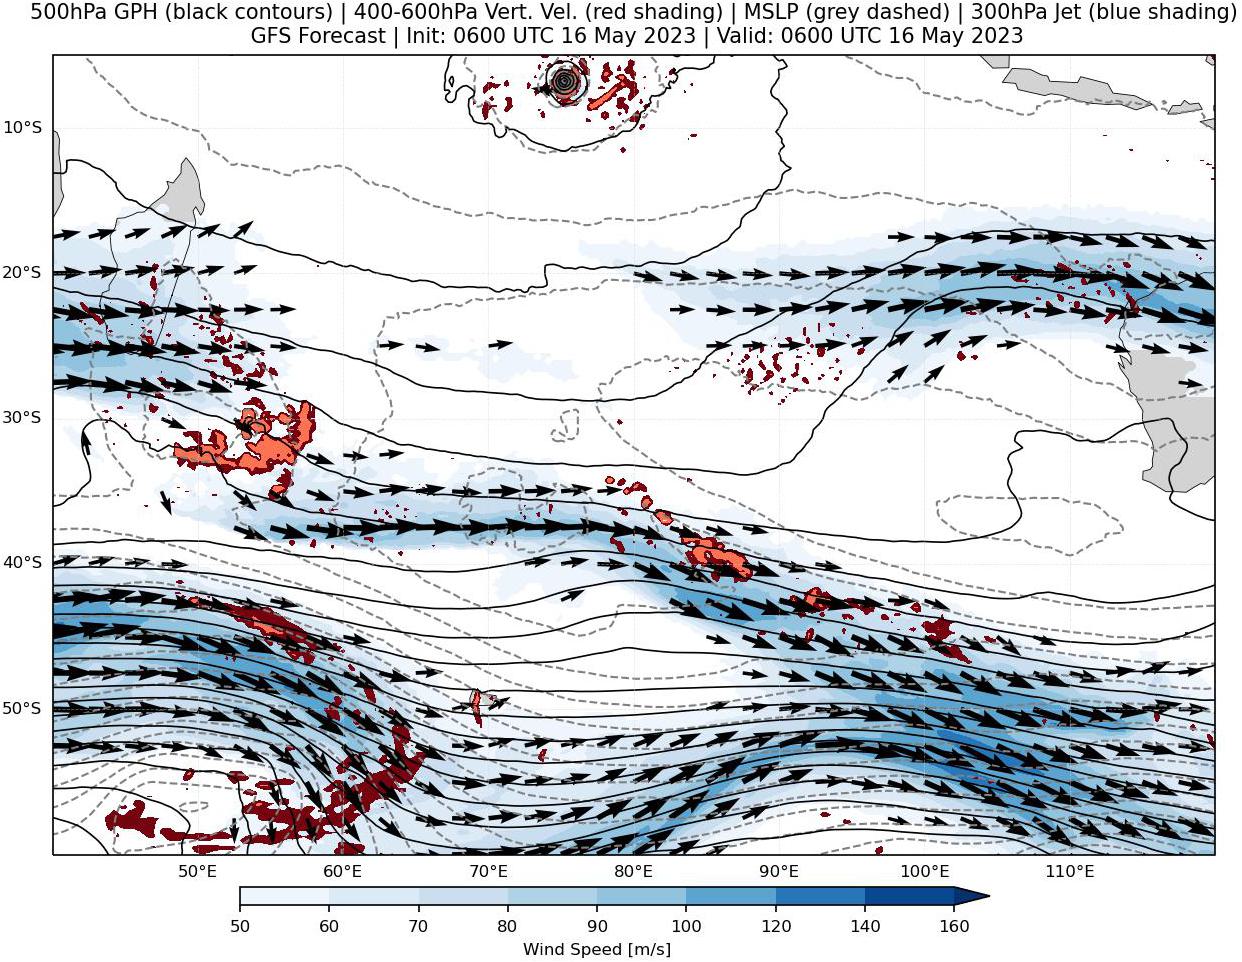 500hPa GPH (black contours) | 400-600hPa Vert. Vel. (red shading) | MSLP (grey dashed) | 300hPa Jet (blue shading)
GFS Forecast | Init: 0600 UTC 16 May 2023 | Valid: 0600 UTC 16 May 2023
10°S
20°S
30°S
40°S
50°S
50°E 60°E 70°E 80°E 90°E 100°E 110°E
50 60 70 80 90 100 120 140 160
Wind Speed [m/s]